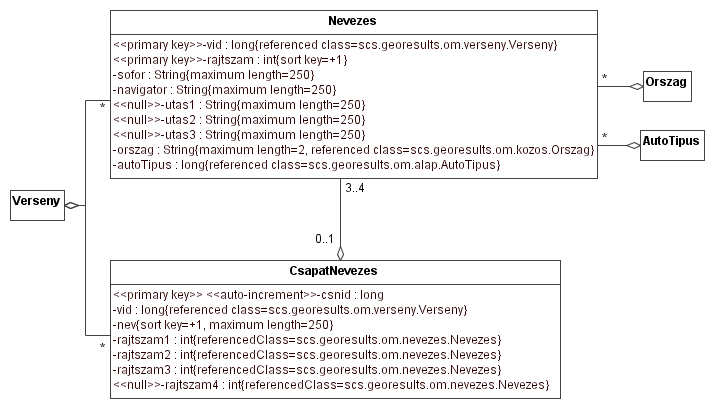 Nevezes
<<primary key>>-vid : long{referenced class=scs.georesults.om.verseny.Verseny}
<<primary key>>-rajtszam : int{sort key=+1}
-sofor : String{maximum length=250}
-navigator : String{maximum length=250}
<<null>>-utas1 : String{maximum length=250}
<<null>>-utas2 : String{maximum length=250}
<<null>>-utas3 : String{maximum length=250}
-orszag : String{maximum length=2, referenced class=scs.georesults.om.kozos.Orszag}
-autoTipus : long{referenced class=scs.georesults.om.alap.AutoTipus}
*
Orszag
*
AutoTipus
*
Verseny
3..4
0..1
*
CsapatNevezes
<<primary key>> <<auto-increment>>-csnid : long
-vid : long{referenced class=scs.georesults.om.verseny.Verseny}
-nev{sort key=+1, maximum length=250}
-rajtszam1 : int{referencedClass=scs.georesults.om.nevezes.Nevezes}
-rajtszam2 : int{referencedClass=scs.georesults.om.nevezes.Nevezes}
-rajtszam3 : int{referencedClass=scs.georesults.om.nevezes.Nevezes}
<<null>>-rajtszam4 : int{referencedClass=scs.georesults.om.nevezes.Nevezes}